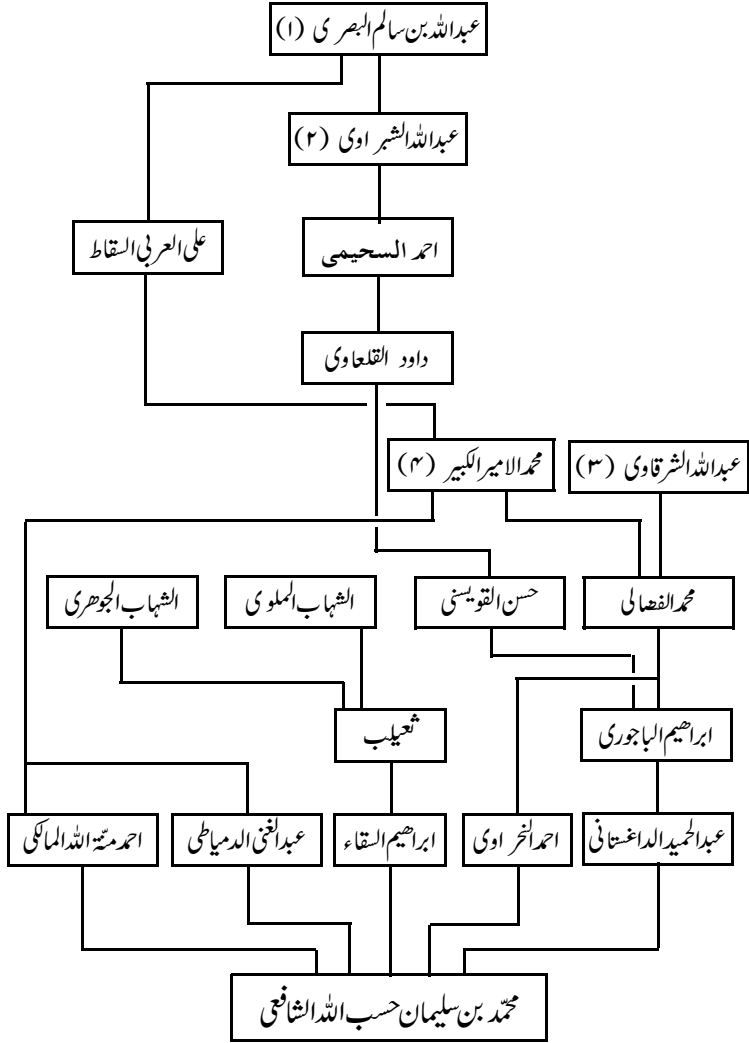 عبداللہ بن سالم البصری (۱)
عبداللہ الشبراوی (۲)
علی العربی السقاط
احمد السحیمی
داود القلعاوی
عبداللہ الشرقاوی (۳)
محمد الامیر الکبیر (۴)
محمد الفضالی
حسن القویسنی
الشہاب الملوی
الشہاب الجوھری
ثعیلب
ابراھیم الباجوری
عبدالحمید الداغستانی
احمد النحراوی
ابراھیم السقاء
عبدالغنی الدمیاطی
احمد منّۃ اللہ المالکی
محمّد بن سلیمان حسب اللہ الشافعی